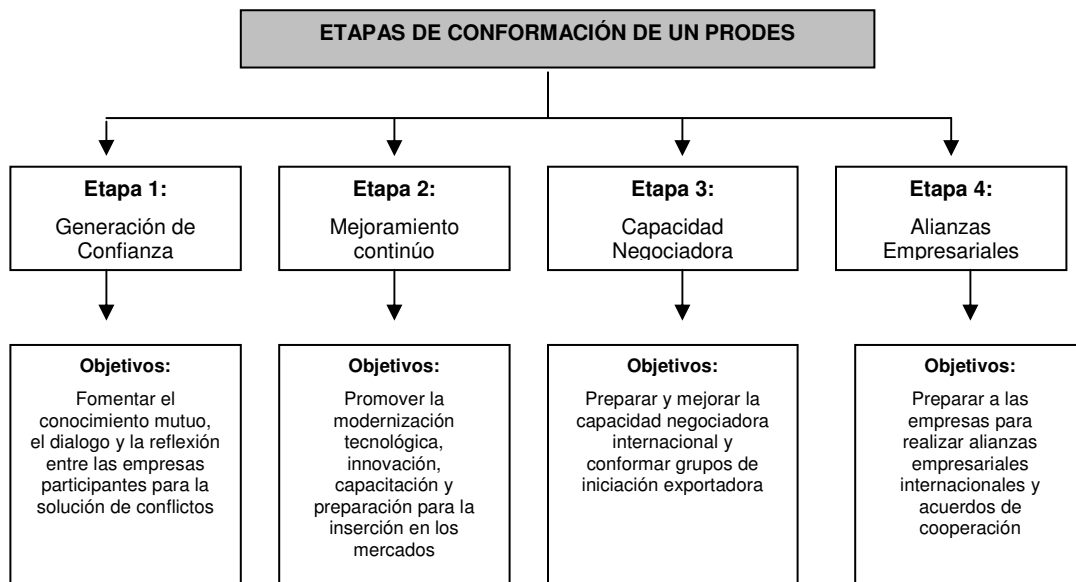 ETAPAS DE CONFORMACIÓN DE UN PRODES
Etapa 1:
Generación de
Confianza
Etapa 2:
Mejoramiento
continúo
Etapa 3:
Capacidad
Negociadora
Etapa 4:
Alianzas
Empresariales
Objetivos:
Fomentar el
conocimiento mutuo,
el dialogo y la reflexión
entre las empresas
participantes para la
solución de conflictos
Objetivos:
Promover la
modernización
tecnológica,
innovación,
capacitación y
preparación para la
inserción en los
mercados
Objetivos:
Preparar y mejorar la
capacidad negociadora
internacional y
conformar grupos de
iniciación exportadora
Objetivos:
Preparar a las
empresas para
realizar alianzas
empresariales
internacionales y
acuerdos de
cooperación